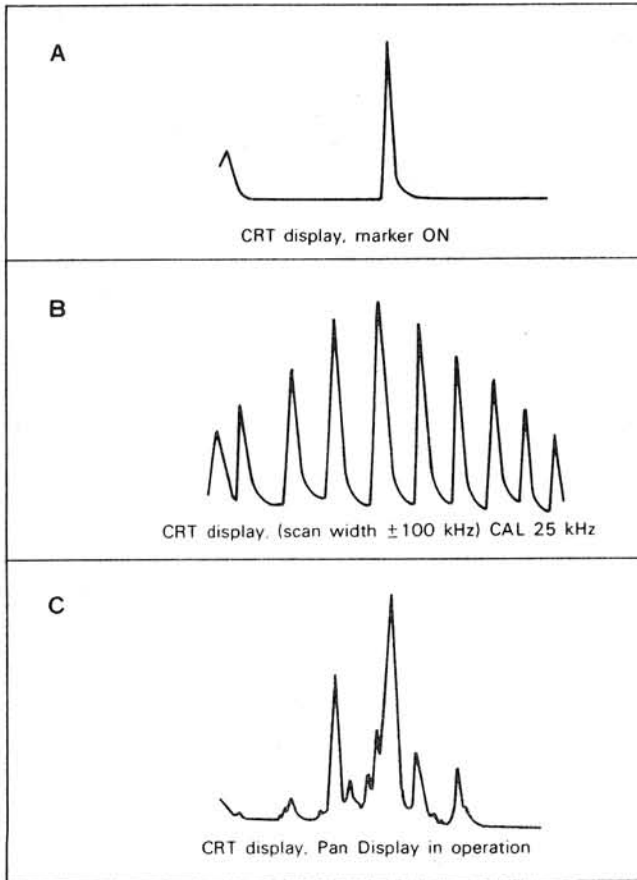 A
CRT display, marker ON
B
CRT display, (scan width ±100 kHz) CAL 25 kHz
C
CRT display, Pan Display in operation